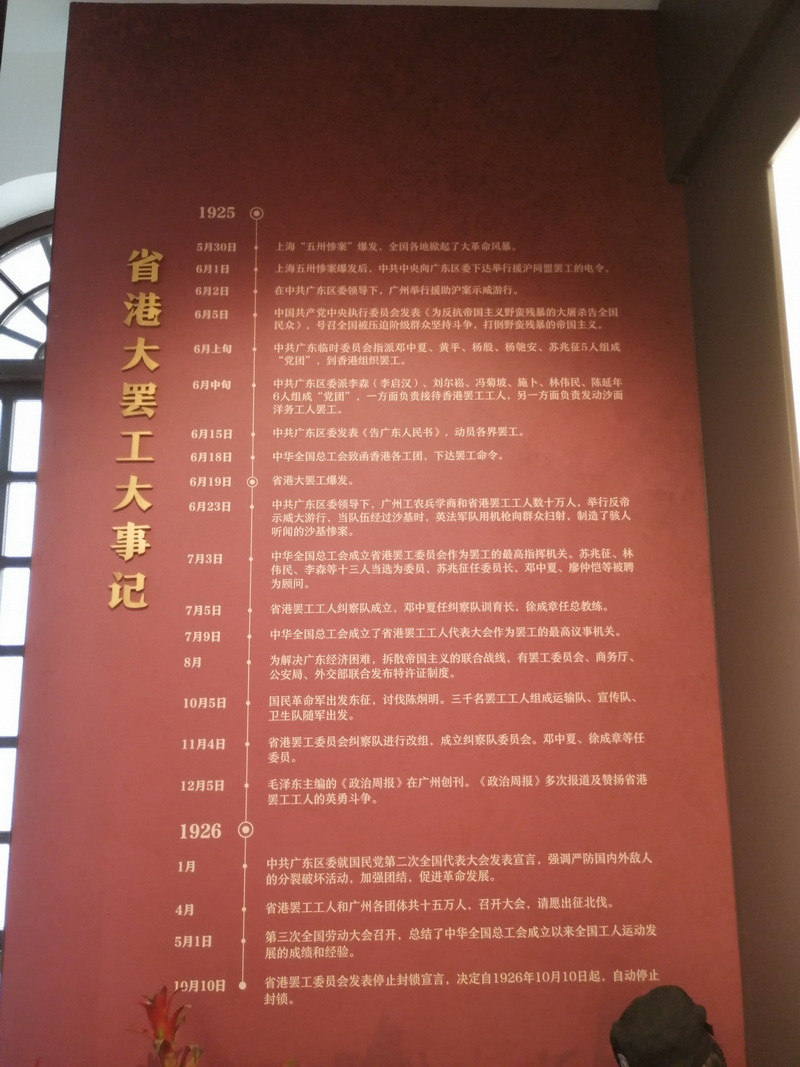 省港大罢工大事记
1925
5月30日
上海“五卅惨案”爆发，全国各地掀起了大革命风暴。
6月1日
上海五卅惨案爆发后，中共中央向广东区委下达举行援沪同盟罢工的电令。
6月2日
在中共广东区委领导下，广州举行援助沪案示威游行。
6月5日
中国共产党中央执行委员会发表《为反抗帝国主义野蛮残暴的大屠杀告全国
民众》，号召全国被压迫阶级群众坚持斗争，打倒野蛮残暴的帝国主义。
6月上旬
中共广东临时委员会指派邓中夏、黄平、杨殷、杨匏安、苏兆征5人组成
“党团”，到香港组织罢工。
6月中旬
中共广东区委派李森（李启汉）、刘尔崧、冯菊坡、施卜、林伟民、陈延年
6人组成“党团”，一方面负责接待香港罢工工人，另一方面负责发动沙面
洋务工人罢工。
6月15日
中共广东区委发表《告广东人民书》，动员各界罢工。
6月18日
中华全国总工会致函香港各工团，下达罢工命令。
6月19日
省港大罢工爆发。
6月23日
中共广东区委领导下，广州工农兵学商和省港罢工工人数十万人，举行反帝
示威大游行，当队伍经过沙基时，英法军队用机枪向群众扫射，制造了骇人
听闻的沙基惨案。
7月3日
中华全国总工会成立省港罢工委员会作为罢工的最高指挥机关。苏兆征、林
伟民、李森等十三人当选为委员，苏兆征任委员长，邓中夏、廖仲恺等被聘
为顾问。
7月5日
省港罢工工人纠察队成立，邓中夏任纠察队训育长，徐成章任总教练。
7月9日
中华全国总工会成立了省港罢工工人代表大会作为罢工的最高议事机关。
8月
为解决广东经济困难，拆散帝国主义的联合战线，有罢工委员会、商务厅、
公安局、外交部联合发布特许证制度。
10月5日
国民革命军出发东征，讨伐陈炯明。三千名罢工工人组成运输队、宣传队、
卫生队随军出发。
11月4日
省港罢工委员会纠察队进行改组，成立纠察队委员会。邓中夏、徐成章等任
委员。
12月5日
毛泽东主编的《政治周报》在广州创刊。《政治周报》多次报道及赞扬省港
罢工工人的英勇斗争。
1926
1月
中共广东区委就国民党第二次全国代表大会发表宣言，强调严防国内外敌人
的分裂破坏活动，加强团结，促进革命发展。
4月
省港罢工工人和广州各团体共十五万人，召开大会，请愿出征北伐。
5月1日
第三次全国劳动大会召开，总结了中华全国总工会成立以来全国工人运动发
展的成绩和经验。
10月10日
省港罢工委员会发表停止封锁宣言，决定自1926年10月10日起，自动停止
封锁。